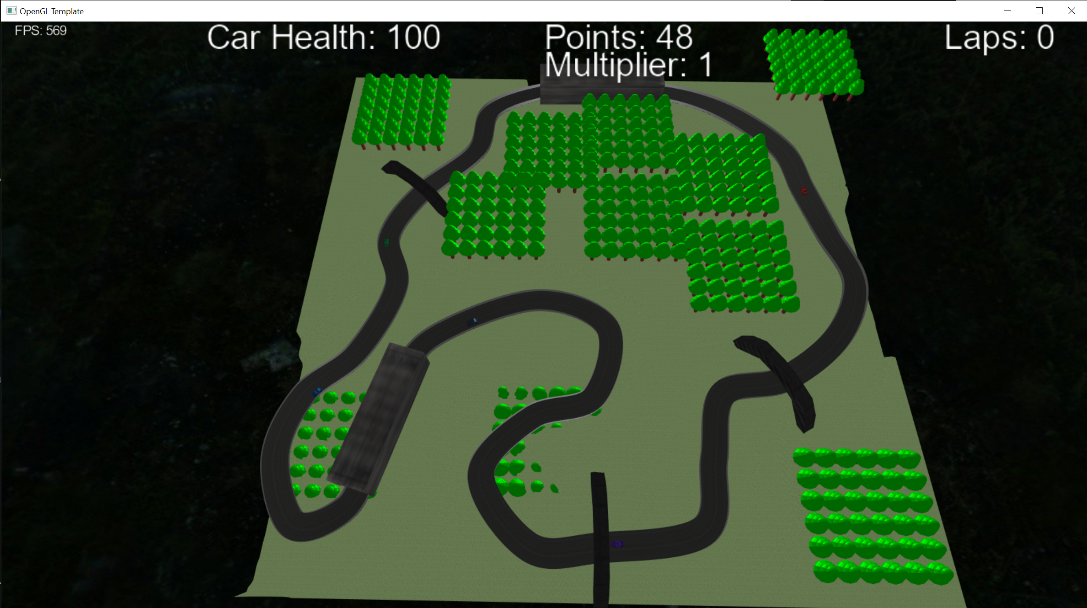 OpenGL Template
FPS: 569
Car Health: 100
Points: 48
Multiplier: 1
Laps: 0